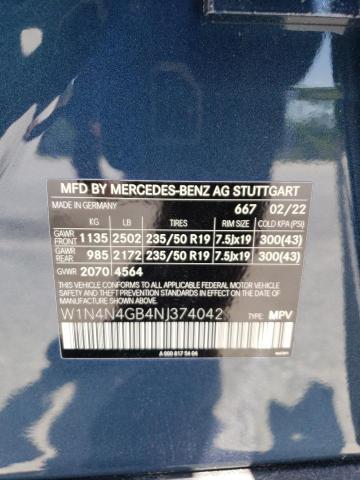 MFD BY MERCEDES-BENZ AG STUTTGART
MADE IN GERMANY 667 02/22
KG LB TIRES RIM SIZE COLD KPA (PSI)
GAWR FRONT 1135 2502 235/50 R19 7.5Jx19 300(43)
GAWR REAR 985 2172 235/50 R19 7.5Jx19 300(43)
GVWR 2070 4564
THIS VEHICLE CONFORMS TO ALL APPLICABLE FEDERAL MOTOR VEHICLE SAFETY AND THEFT PREVENTION STANDARDS IN EFFECT ON THE DATE OF MANUFACTURE SHOWN ABOVE.
W1N4N4GB4NJ374042 TYPE: MPV
A 000 817 54 04